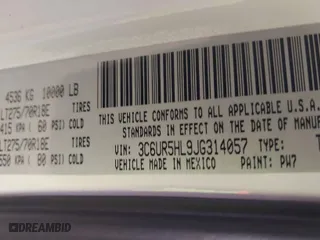 4536 KG 10000 LB
LT275/70R18E TIRES
415 KPA ( 60 PSI) COLD
LT275/70R18E TIRES
550 KPA ( 80 PSI) COLD
THIS VEHICLE CONFORMS TO ALL APPLICABLE U.S.A.
STANDARDS IN EFFECT ON THE DATE OF MANUF
VIN: 3C6UR5HL9JG314057 TYPE:
VEHICLE MADE IN MEXICO PAINT: PW7
DREAMBID